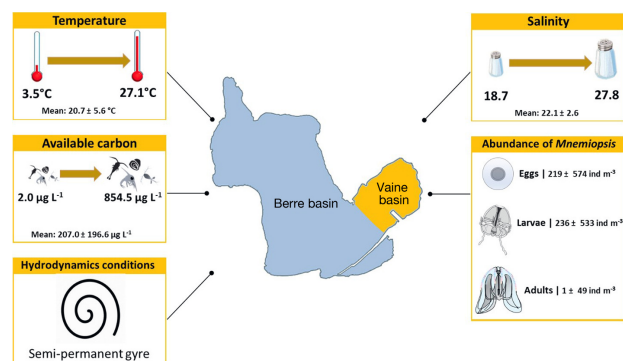 Temperature
3.5°C
27.1°C
Mean: 20.7 ± 5.6 °C
Available carbon
2.0 µg L⁻¹
854.5 µg L⁻¹
Mean: 207.0 ± 196.6 µg L⁻¹
Hydrodynamics conditions
Semi-permanent gyre
Berre basin
Vaine
basin
Salinity
18.7
27.8
Mean: 22.1 ± 2.6
Abundance of Mnemiopsis
Eggs | 219 ± 574 ind m⁻³
Larvae | 236 ± 533 ind m⁻³
Adults | 1 ± 49 ind m⁻³